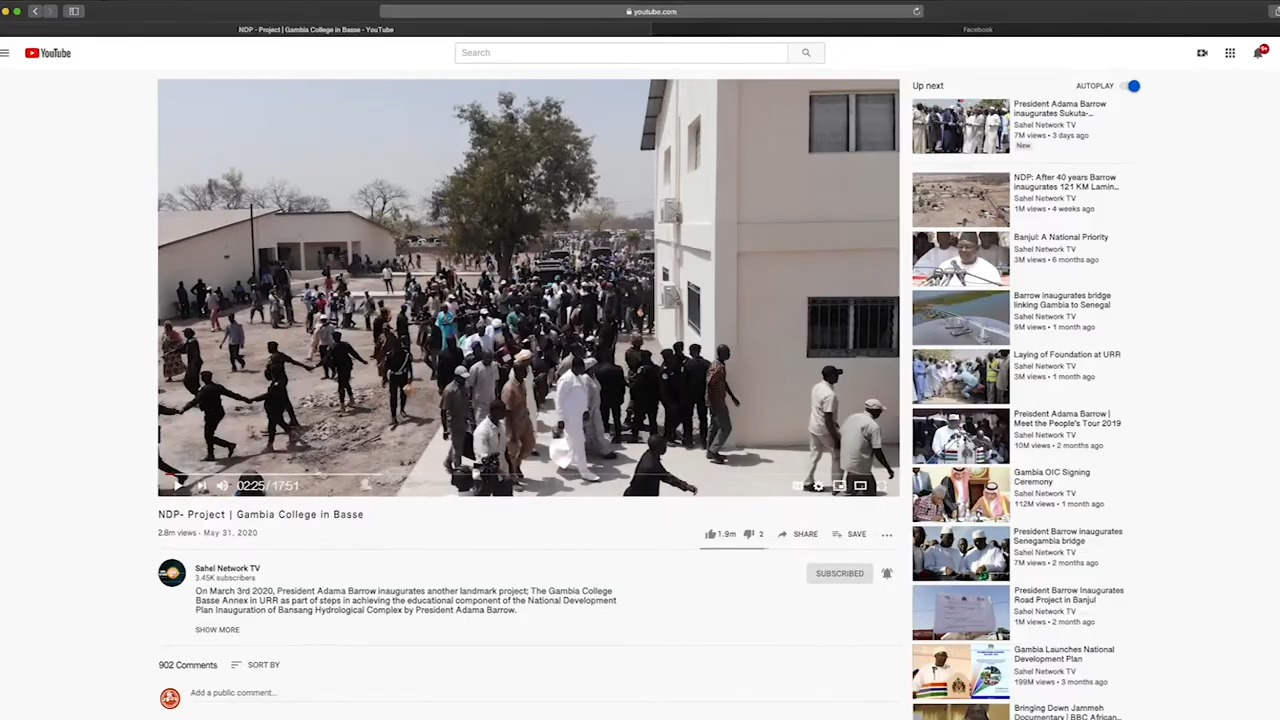 youtube.com
NDP - Project | Gambia College in Basse - YouTube
Facebook
YouTube
Search
9+
02:25 / 17:51
NDP- Project | Gambia College in Basse
2.8m views • May 31, 2020
1.9m
2
SHARE
SAVE
Sahel Network TV
3.45K subscribers
SUBSCRIBED
On March 3rd 2020, President Adama Barrow inaugurates another landmark project; The Gambia College
Basse Annex in URR as part of steps in achieving the educational component of the National Development
Plan Inauguration of Bansang Hydrological Complex by President Adama Barrow.
SHOW MORE
902 Comments
SORT BY
Add a public comment...
Up next
AUTOPLAY
President Adama Barrow
inaugurates Sukuta-...
Sahel Network TV
7M views • 3 days ago
New
NDP: After 40 years Barrow
inaugurates 121 KM Lamin...
Sahel Network TV
1M views • 4 weeks ago
Banjul: A National Priority
Sahel Network TV
3M views • 6 months ago
Barrow inaugurates bridge
linking Gambia to Senegal
Sahel Network TV
9M views • 1 month ago
Laying of Foundation at URR
Sahel Network TV
3M views • 1 month ago
Preisdent Adama Barrow |
Meet the People's Tour 2019
Sahel Network TV
10M views • 2 months ago
Gambia OIC Signing
Ceremony
Sahel Network TV
112M views • 1 month ago
President Barrow inaugurates
Senegambia bridge
Sahel Network TV
7M views • 2 months ago
President Barrow Inaugurates
Road Project in Banjul
Sahel Network TV
1M views • 2 month ago
Gambia Launches National
Development Plan
Sahel Network TV
199M views • 3 months ago
Bringing Down Jammeh
Documentary | BBC African...